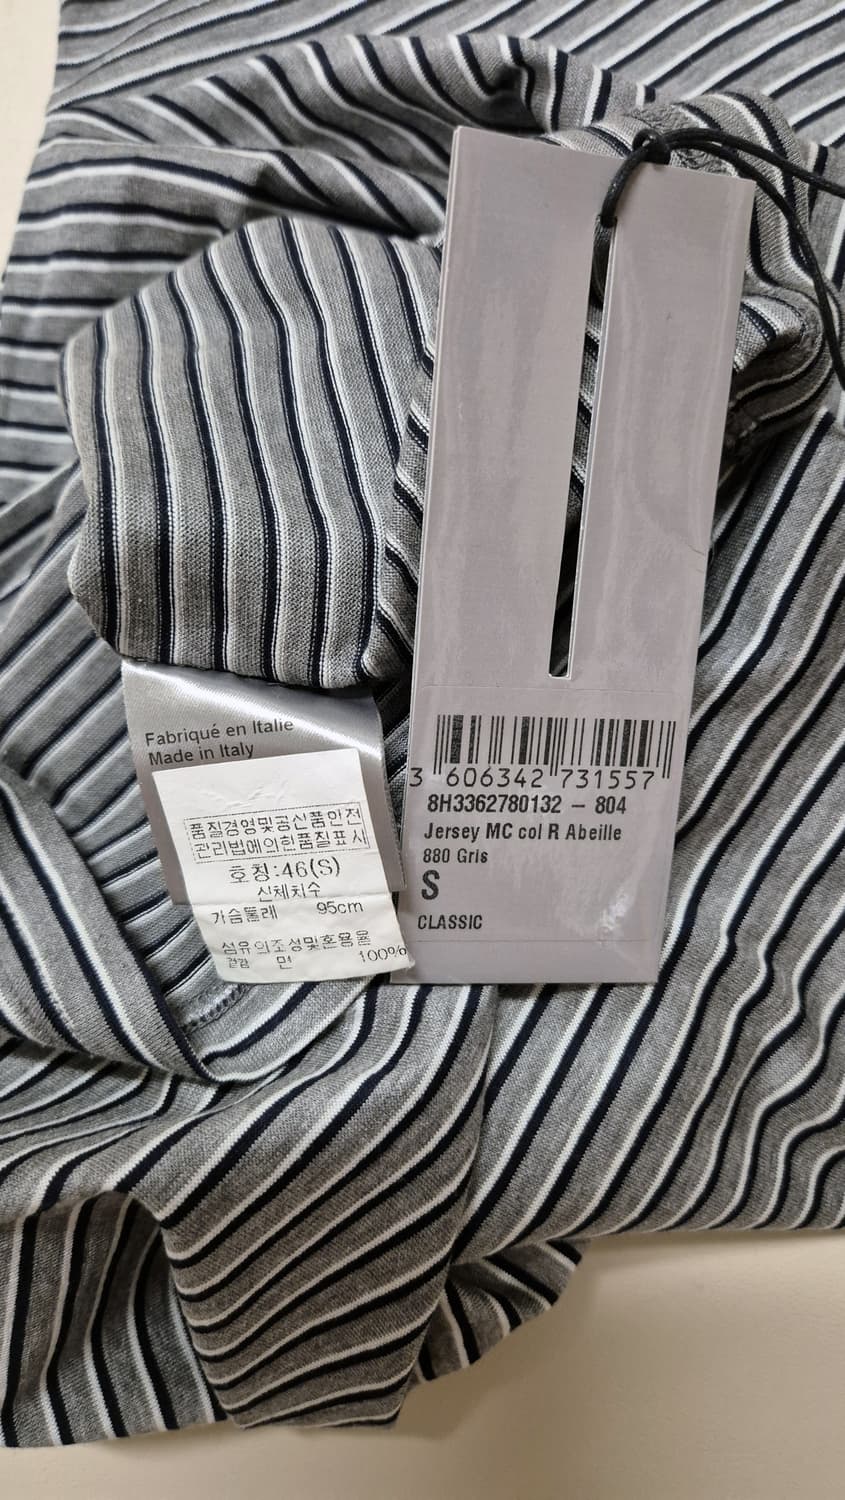 Fabriqué en Italie
Made in Italy
품질경영및공산품안전
관리법에의한품질표시
호칭:46(S)
신체치수
가슴둘레 95cm
섬유의조성및혼용율
겉감 면 100%
3 606342 731557
8H3362780132 – 804
Jersey MC col R Abeille
880 Gris
S
CLASSIC